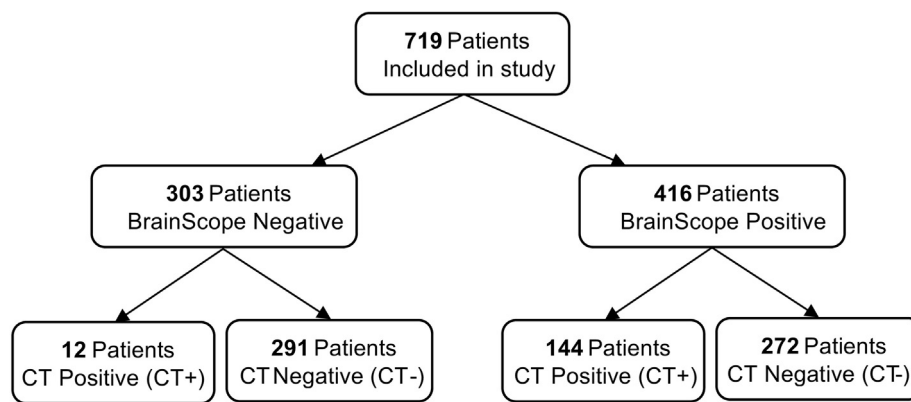 719 Patients
Included in study
303 Patients
BrainScope Negative
416 Patients
BrainScope Positive
12 Patients
CT Positive (CT+)
291 Patients
CT Negative (CT-)
144 Patients
CT Positive (CT+)
272 Patients
CT Negative (CT-)